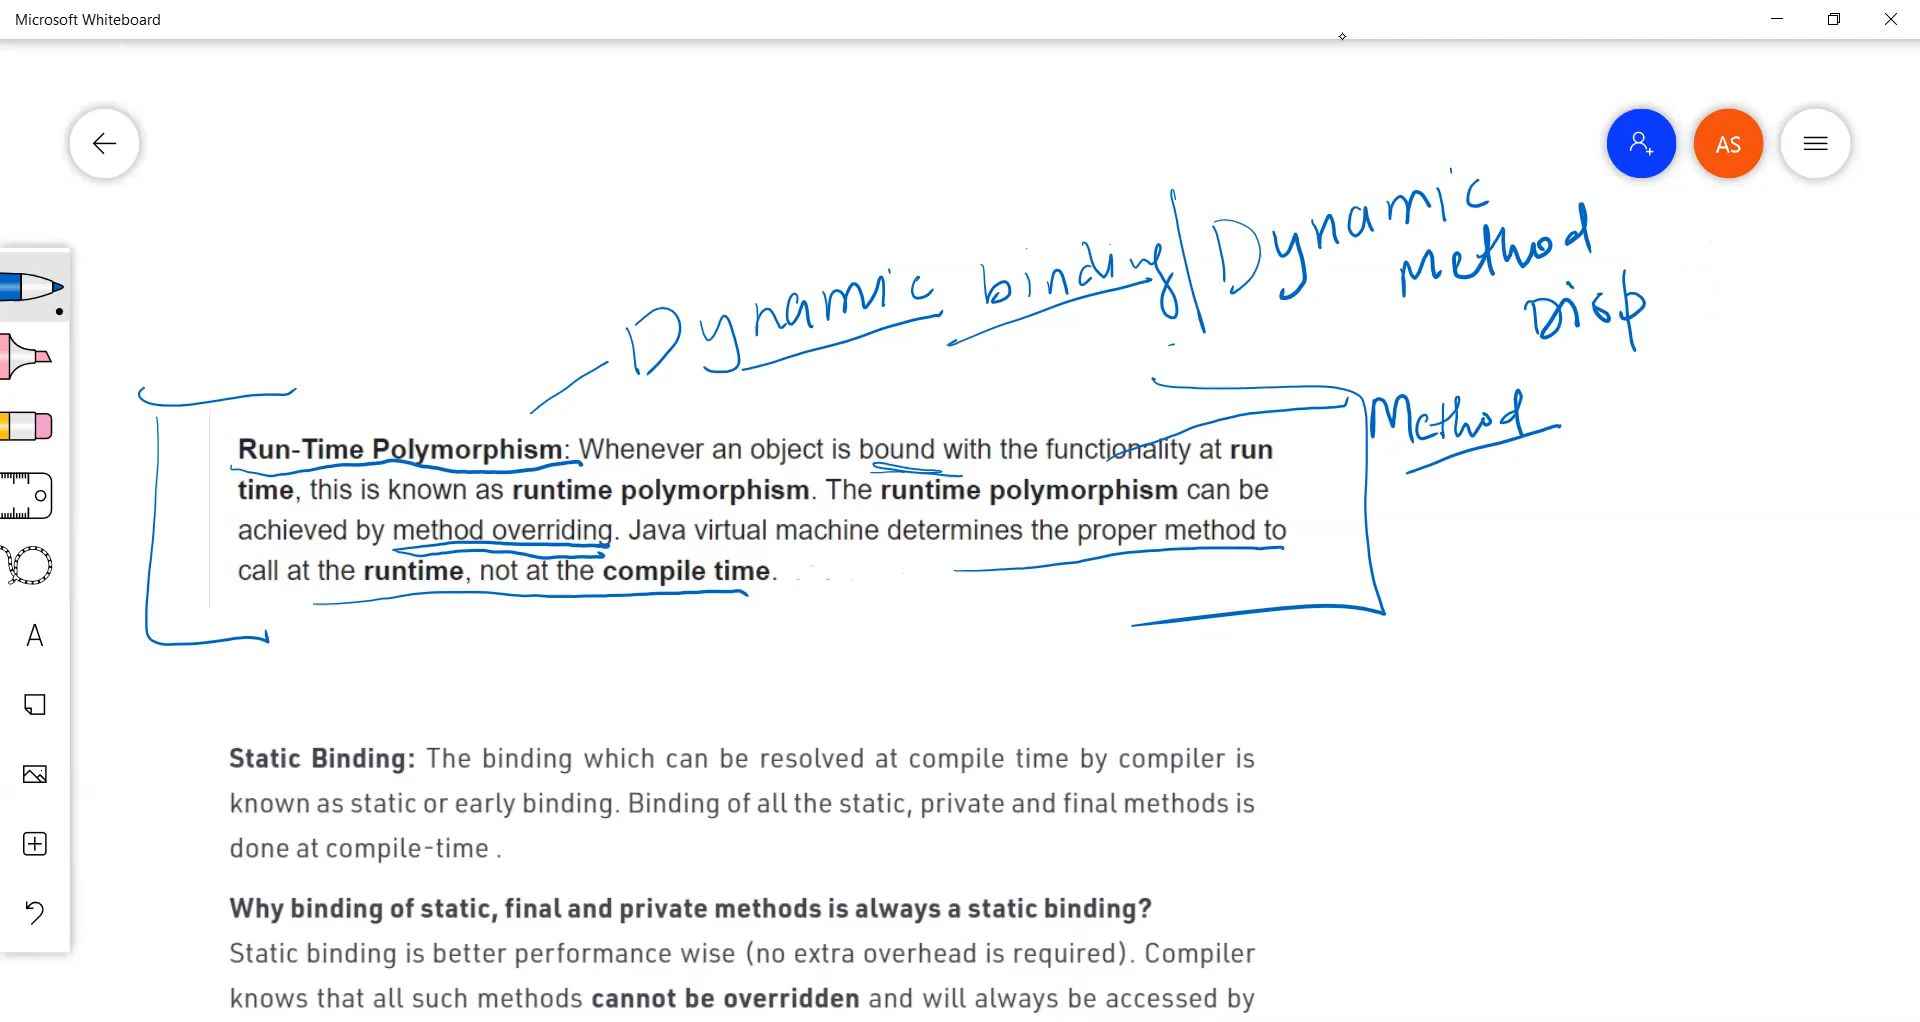 Microsoft Whiteboard
AS
Dynamic binding / Dynamic
Method
Disp
Method
Run-Time Polymorphism: Whenever an object is bound with the functionality at run
time, this is known as runtime polymorphism. The runtime polymorphism can be
achieved by method overriding. Java virtual machine determines the proper method to
call at the runtime, not at the compile time.
A
Static Binding: The binding which can be resolved at compile time by compiler is
known as static or early binding. Binding of all the static, private and final methods is
done at compile-time .
Why binding of static, final and private methods is always a static binding?
Static binding is better performance wise (no extra overhead is required). Compiler
knows that all such methods cannot be overridden and will always be accessed by